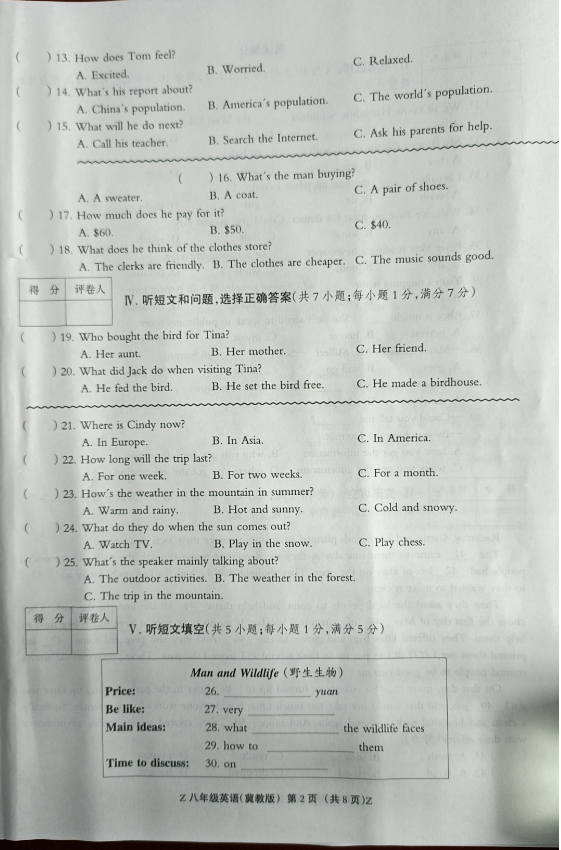 ( ) 13. How does Tom feel?
A. Excited. B. Worried. C. Relaxed.
( ) 14. What's his report about?
A. China's population. B. America's population. C. The world's population.
( ) 15. What will he do next?
A. Call his teacher. B. Search the Internet. C. Ask his parents for help.
( ) 16. What's the man buying?
A. A sweater. B. A coat. C. A pair of shoes.
( ) 17. How much does he pay for it?
A. $60. B. $50. C. $40.
( ) 18. What does he think of the clothes store?
A. The clerks are friendly. B. The clothes are cheaper. C. The music sounds good.
得 分 评卷人
Ⅳ. 听短文和问题,选择正确答案(共7小题;每小题1分,满分7分)
( ) 19. Who bought the bird for Tina?
A. Her aunt. B. Her mother. C. Her friend.
( ) 20. What did Jack do when visiting Tina?
A. He fed the bird. B. He set the bird free. C. He made a birdhouse.
( ) 21. Where is Cindy now?
A. In Europe. B. In Asia. C. In America.
( ) 22. How long will the trip last?
A. For one week. B. For two weeks. C. For a month.
( ) 23. How's the weather in the mountain in summer?
A. Warm and rainy. B. Hot and sunny. C. Cold and snowy.
( ) 24. What do they do when the sun comes out?
A. Watch TV. B. Play in the snow. C. Play chess.
( ) 25. What's the speaker mainly talking about?
A. The outdoor activities. B. The weather in the forest.
C. The trip in the mountain.
得 分 评卷人
Ⅴ. 听短文填空(共5小题;每小题1分,满分5分)
Man and Wildlife (野生生物)
Price: 26. ____________ yuan
Be like: 27. very ____________
Main ideas: 28. what ____________ the wildlife faces
29. how to ____________ them
Time to discuss: 30. on ____________
Z八年级英语(冀教版) 第2页 (共8页)Z